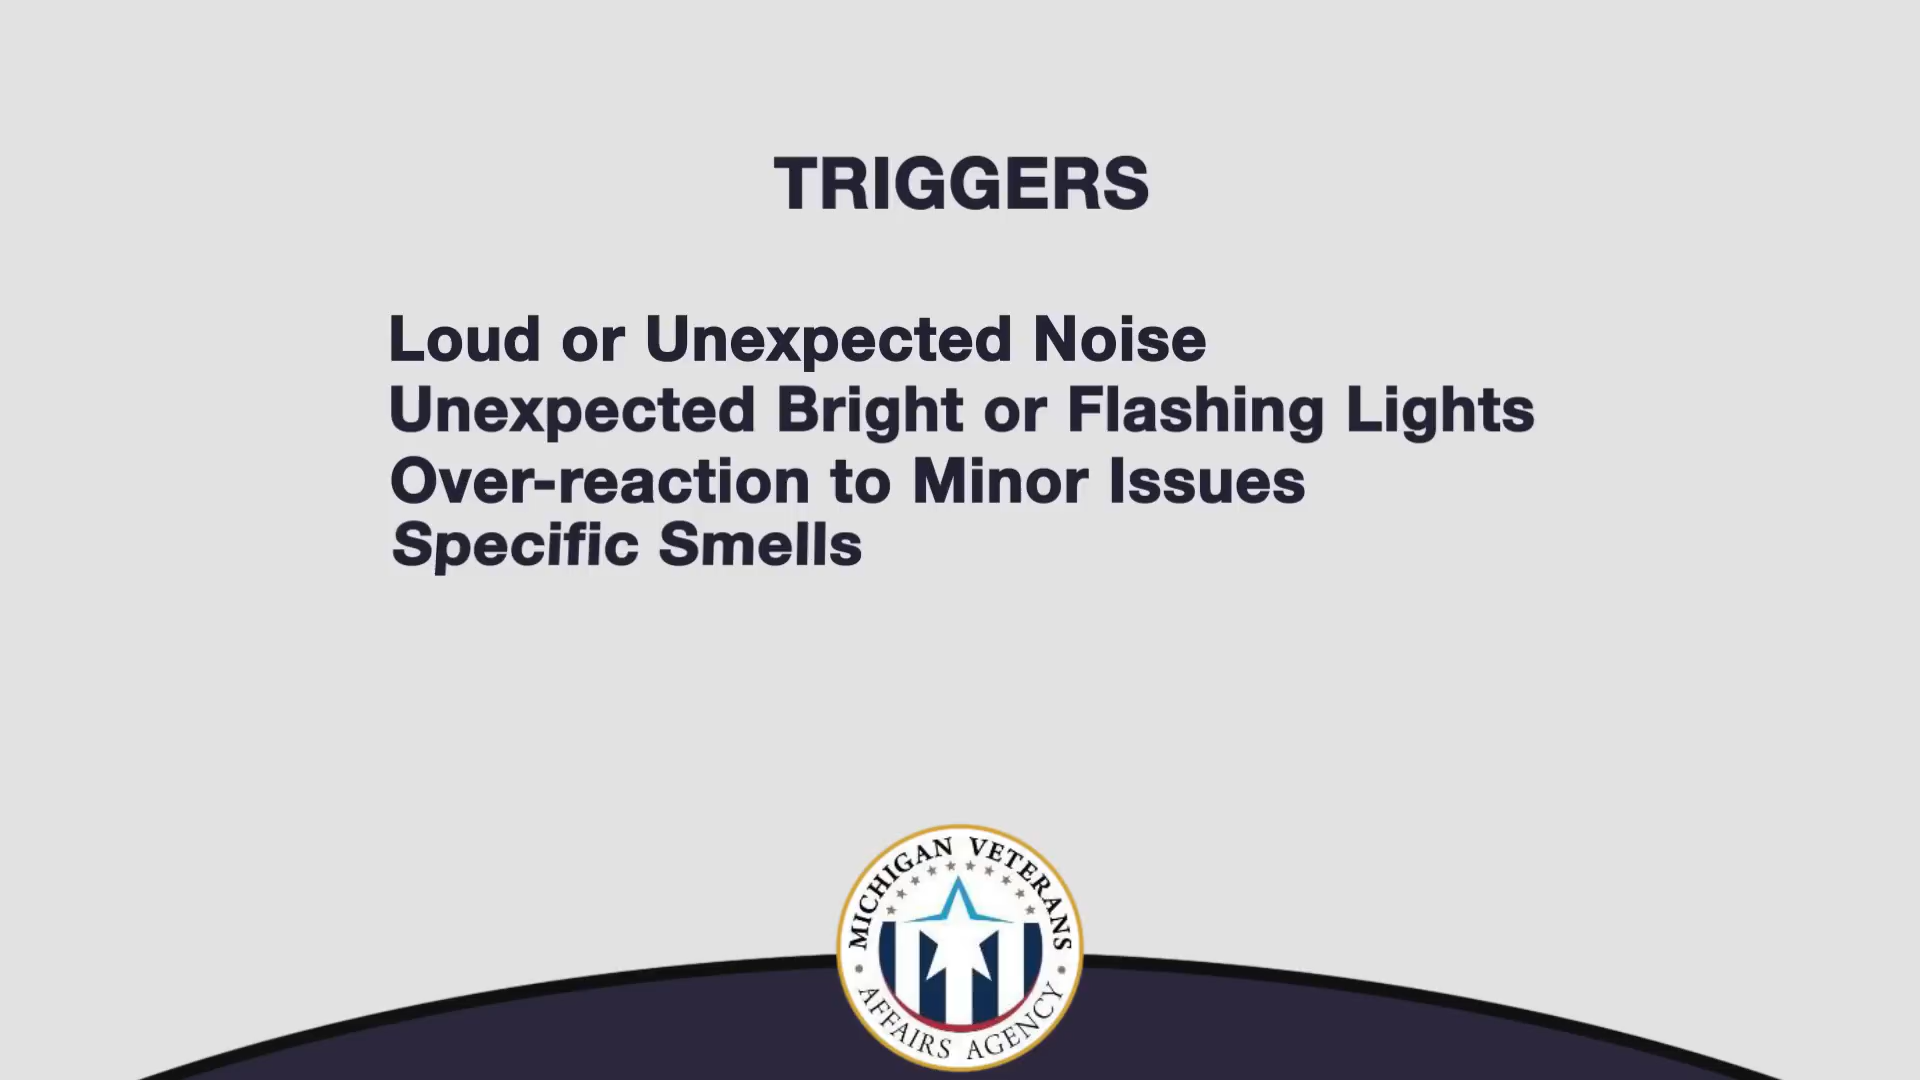 TRIGGERS
Loud or Unexpected Noise
Unexpected Bright or Flashing Lights
Over-reaction to Minor Issues
Specific Smells
MICHIGAN VETERANS
AFFAIRS AGENCY